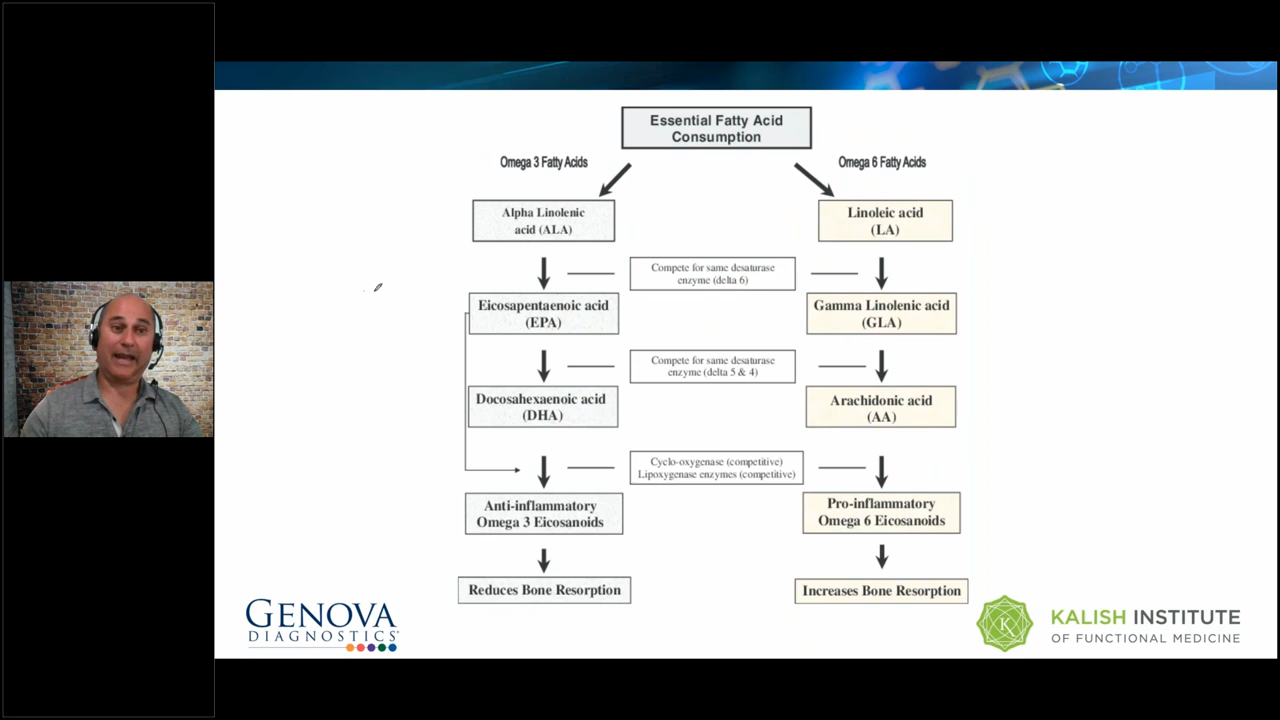 Essential Fatty Acid
Consumption
Omega 3 Fatty Acids
Omega 6 Fatty Acids
Alpha Linolenic
acid (ALA)
Linoleic acid
(LA)
Compete for same desaturase
enzyme (delta 6)
Eicosapentaenoic acid
(EPA)
Gamma Linolenic acid
(GLA)
Compete for same desaturase
enzyme (delta 5 & 4)
Docosahexaenoic acid
(DHA)
Arachidonic acid
(AA)
Cyclo-oxygenase (competitive)
Lipoxygenase enzymes (competitive)
Anti-inflammatory
Omega 3 Eicosanoids
Pro-inflammatory
Omega 6 Eicosanoids
Reduces Bone Resorption
Increases Bone Resorption
GENOVA
DIAGNOSTICS
K
KALISH INSTITUTE
OF FUNCTIONAL MEDICINE